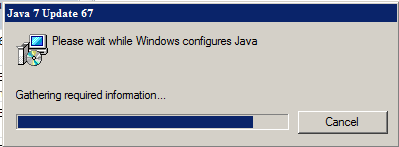 Java 7 Update 67
Please wait while Windows configures Java
Gathering required information...
Cancel